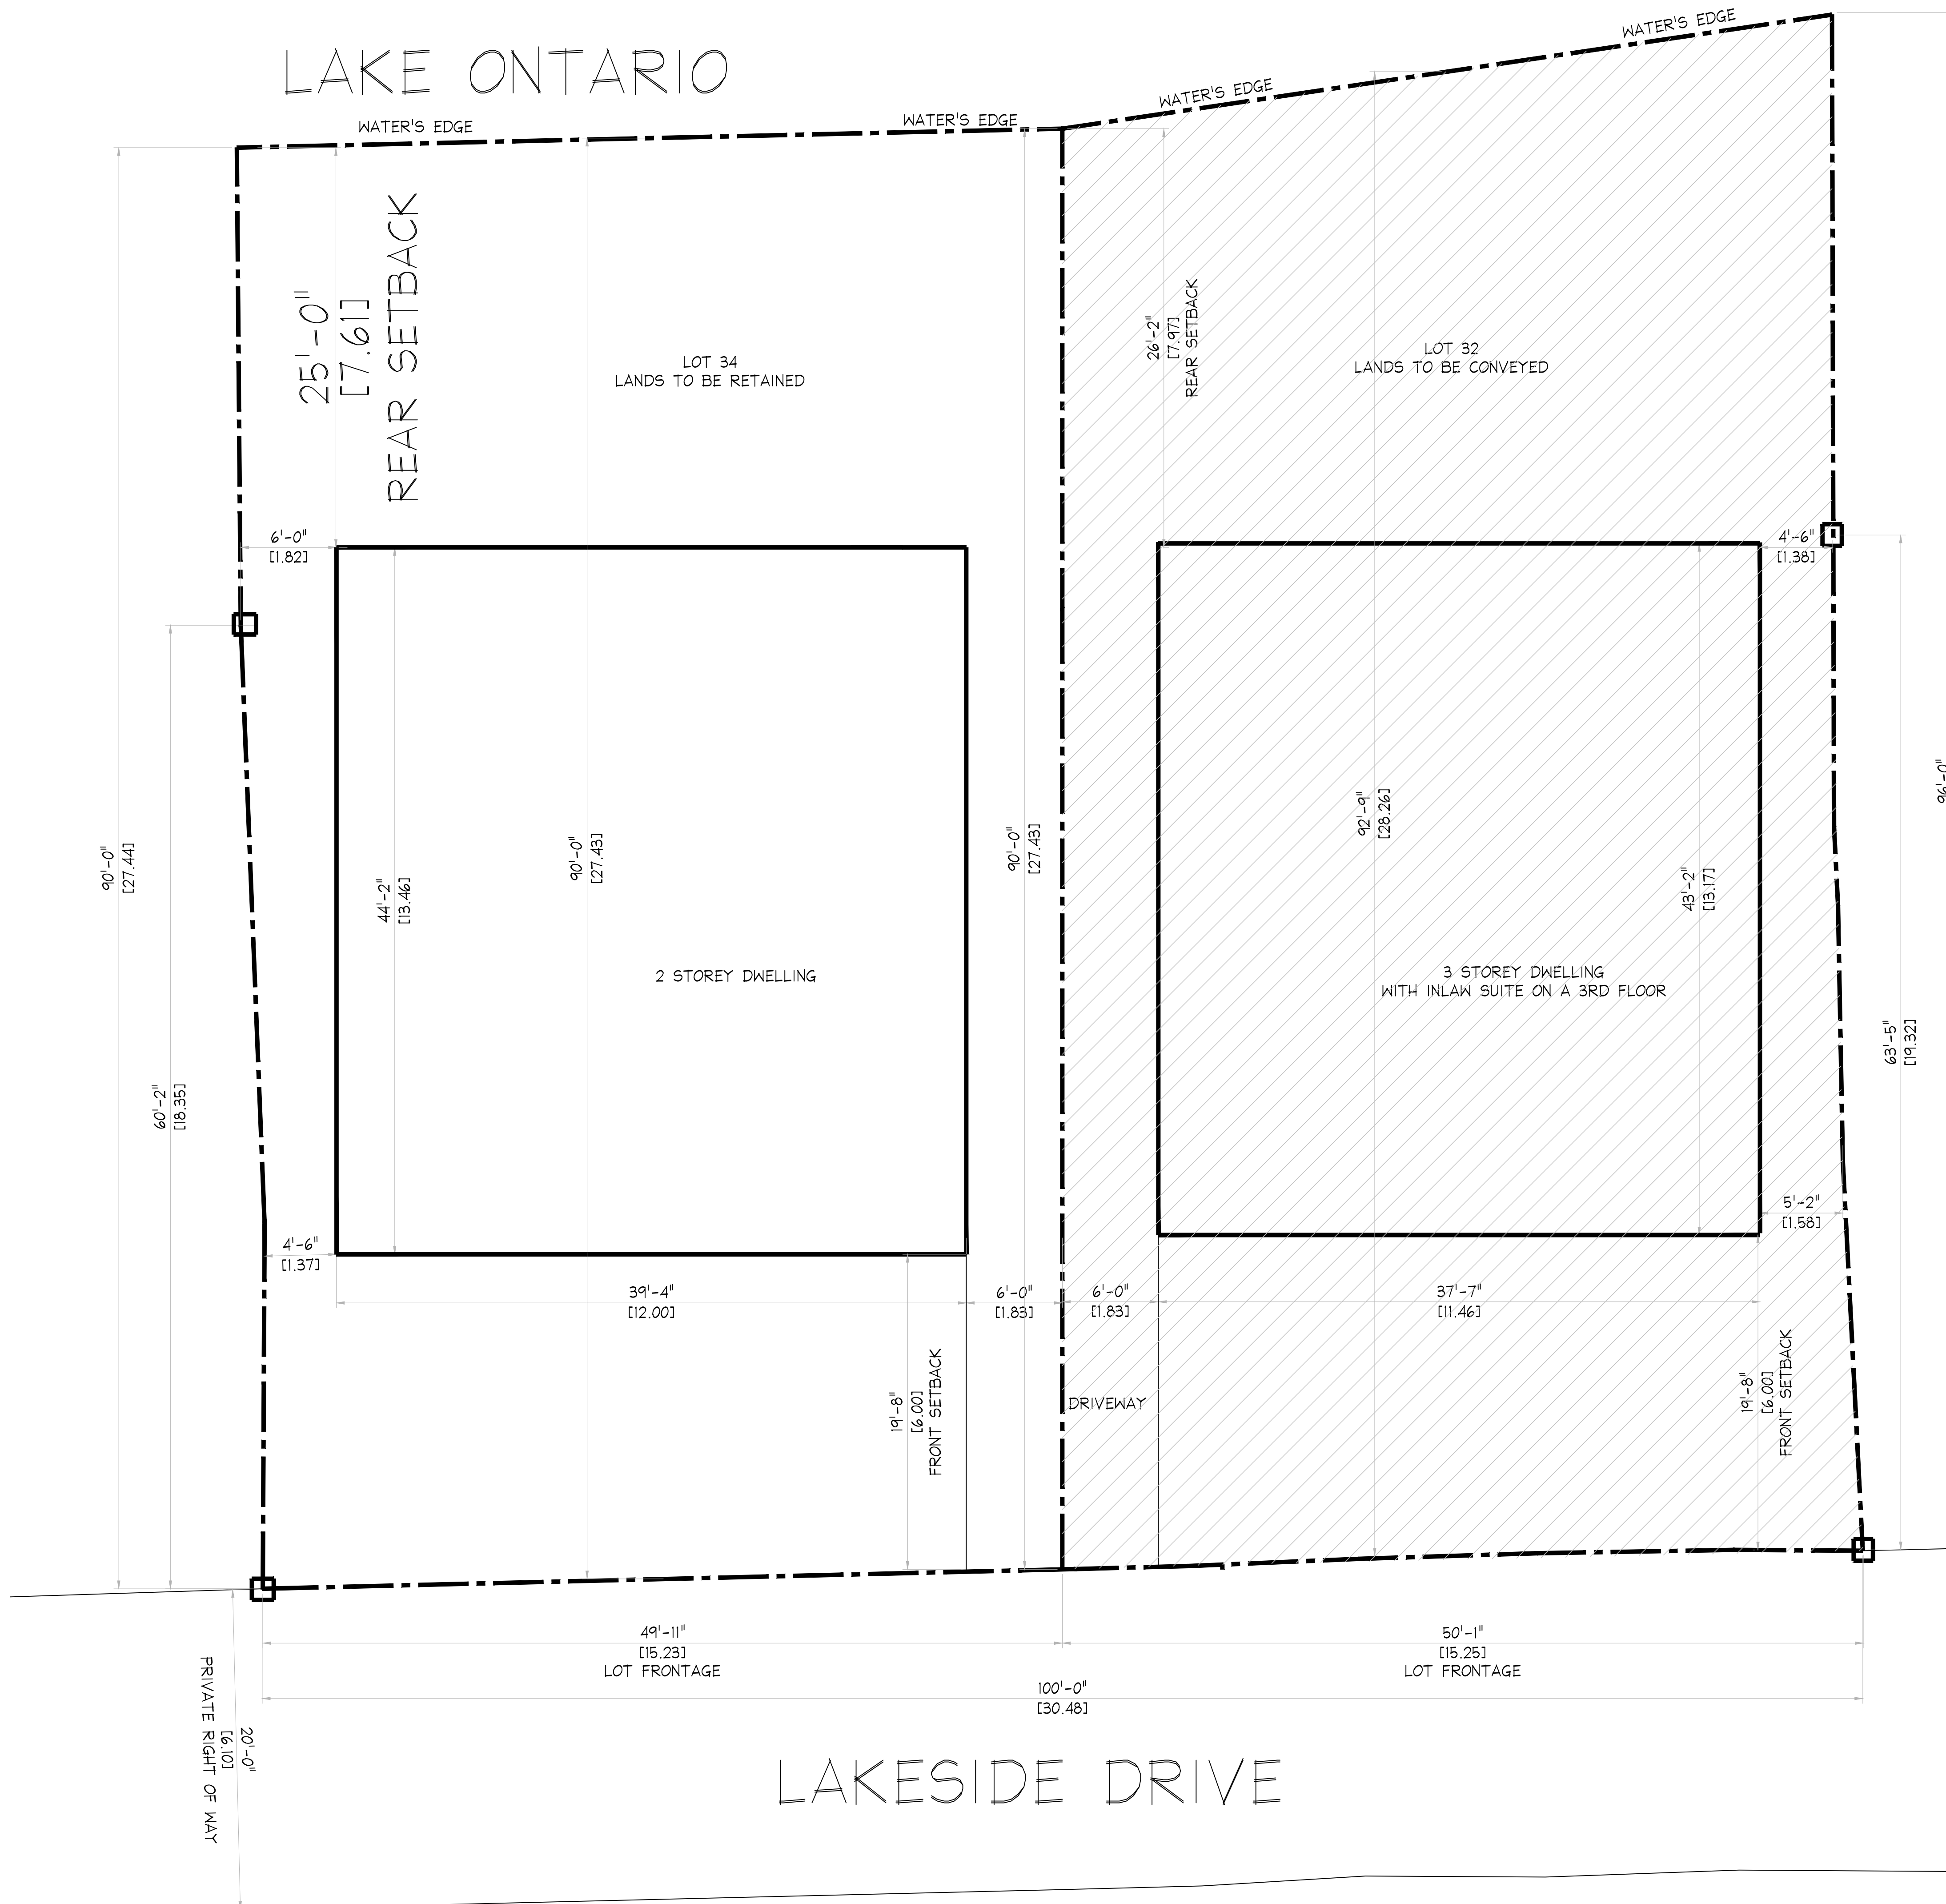 LAKE ONTARIO
WATER'S EDGE
WATER'S EDGE
WATER'S EDGE
WATER'S EDGE
25'-0"
[7.61]
REAR SETBACK
26'-2"
[7.97]
REAR SETBACK
LOT 34
LANDS TO BE RETAINED
LOT 32
LANDS TO BE CONVEYED
6'-0"
[1.82]
4'-6"
[1.38]
90'-0"
[27.44]
60'-2"
[18.35]
44'-2"
[13.46]
90'-0"
[27.43]
90'-0"
[27.43]
92'-9"
[28.26]
43'-2"
[13.17]
96'-0"
63'-5"
[19.32]
2 STOREY DWELLING
3 STOREY DWELLING
WITH INLAW SUITE ON A 3RD FLOOR
4'-6"
[1.37]
5'-2"
[1.58]
39'-4"
[12.00]
6'-0"
[1.83]
6'-0"
[1.83]
37'-7"
[11.46]
19'-8"
[6.00]
FRONT SETBACK
DRIVEWAY
19'-8"
[6.00]
FRONT SETBACK
49'-11"
[15.23]
LOT FRONTAGE
50'-1"
[15.25]
LOT FRONTAGE
100'-0"
[30.48]
20'-0"
[6.10]
PRIVATE RIGHT OF WAY
LAKESIDE DRIVE